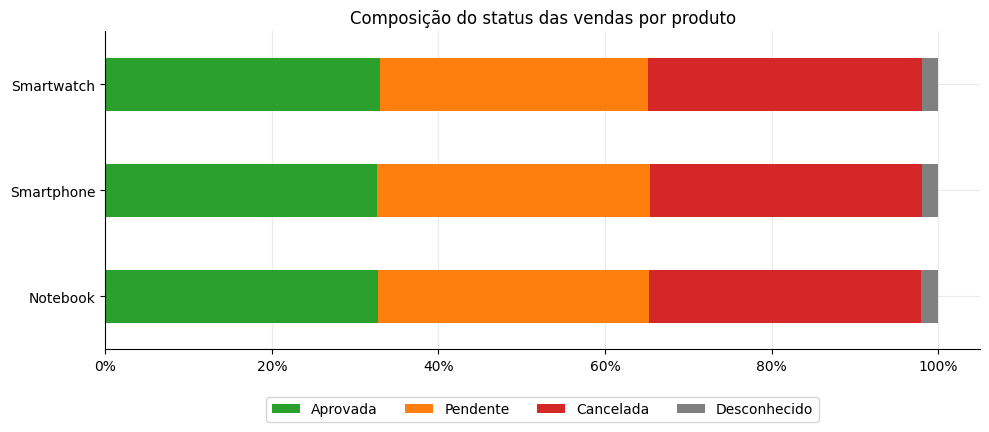 Composição do status das vendas por produto
Smartwatch
Smartphone
Notebook
0% 20% 40% 60% 80% 100%
Aprovada Pendente Cancelada Desconhecido